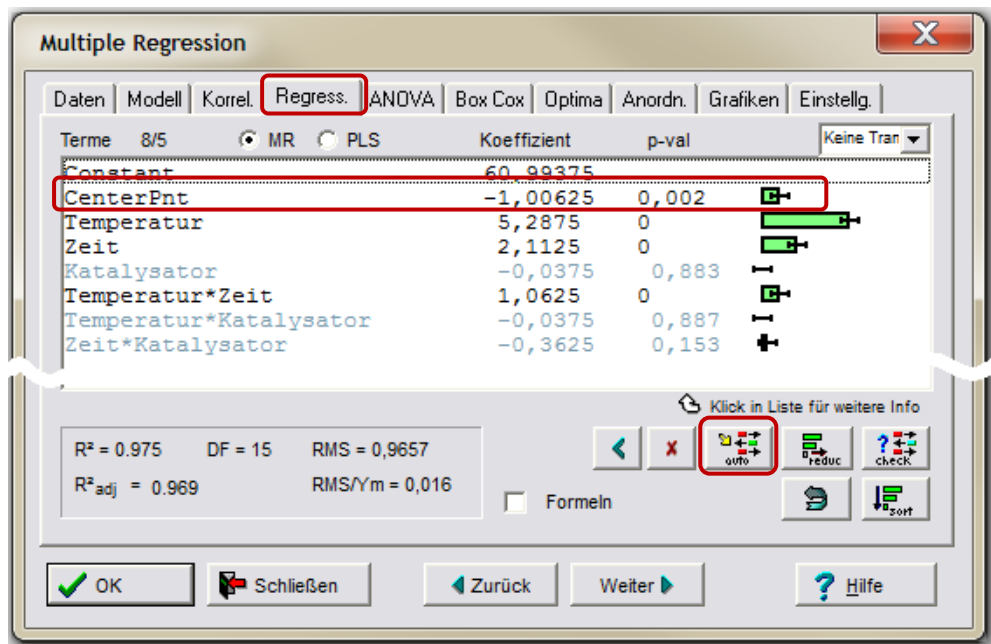 Multiple Regression
X
Daten Modell Korrel. Regress. ANOVA Box Cox Optima Anordn. Grafiken Einstellg.
Terme 8/5 MR PLS Koeffizient p-val Keine Tran
Constant 60,99375
CenterPnt -1,00625 0,002
Temperatur 5,2875 0
Zeit 2,1125 0
Katalysator -0,0375 0,883
Temperatur*Zeit 1,0625 0
Temperatur*Katalysator -0,0375 0,887
Zeit*Katalysator -0,3625 0,153
Klick in Liste für weitere Info
R² = 0.975 DF = 15 RMS = 0,9657
R²adj = 0.969 RMS/Ym = 0,016
auto reduc ? check
Formeln
sort
OK Schließen Zurück Weiter ? Hilfe